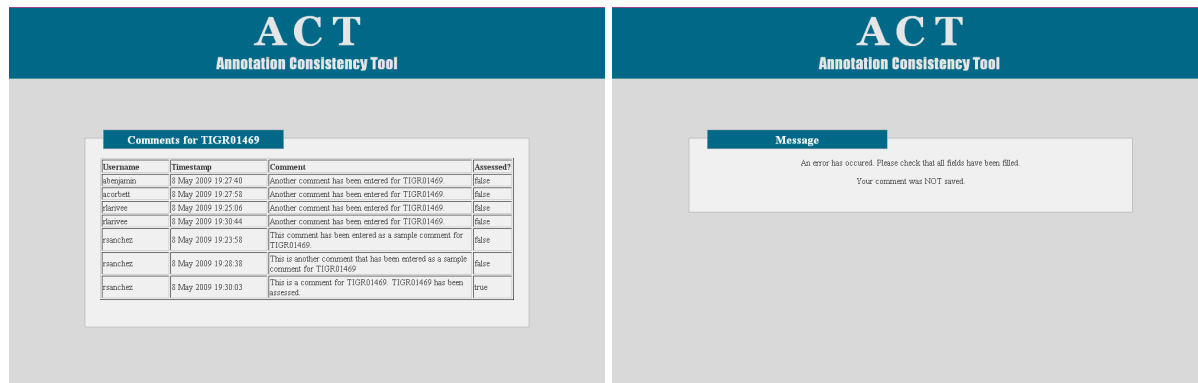 ACT
Annotation Consistency Tool
Comments for TIGR01469
Username Timestamp Comment Assessed?
abenjamin 8 May 2009 19:27:40 Another comment has been entered for TIGR01469. false
acorbett 8 May 2009 19:27:58 Another comment has been entered for TIGR01469. false
rlarivee 8 May 2009 19:25:06 Another comment has been entered for TIGR01469. false
rlarivee 8 May 2009 19:30:44 Another comment has been entered for TIGR01469. false
rsanchez 8 May 2009 19:23:58 This comment has been entered as a sample comment for
TIGR01469. false
rsanchez 8 May 2009 19:28:38 This is another comment that has been entered as a sample
comment for TIGR01469 false
rsanchez 8 May 2009 19:30:03 This is a comment for TIGR01469. TIGR01469 has been
assessed. true
ACT
Annotation Consistency Tool
Message
An error has occured. Please check that all fields have been filled.
Your comment was NOT saved.